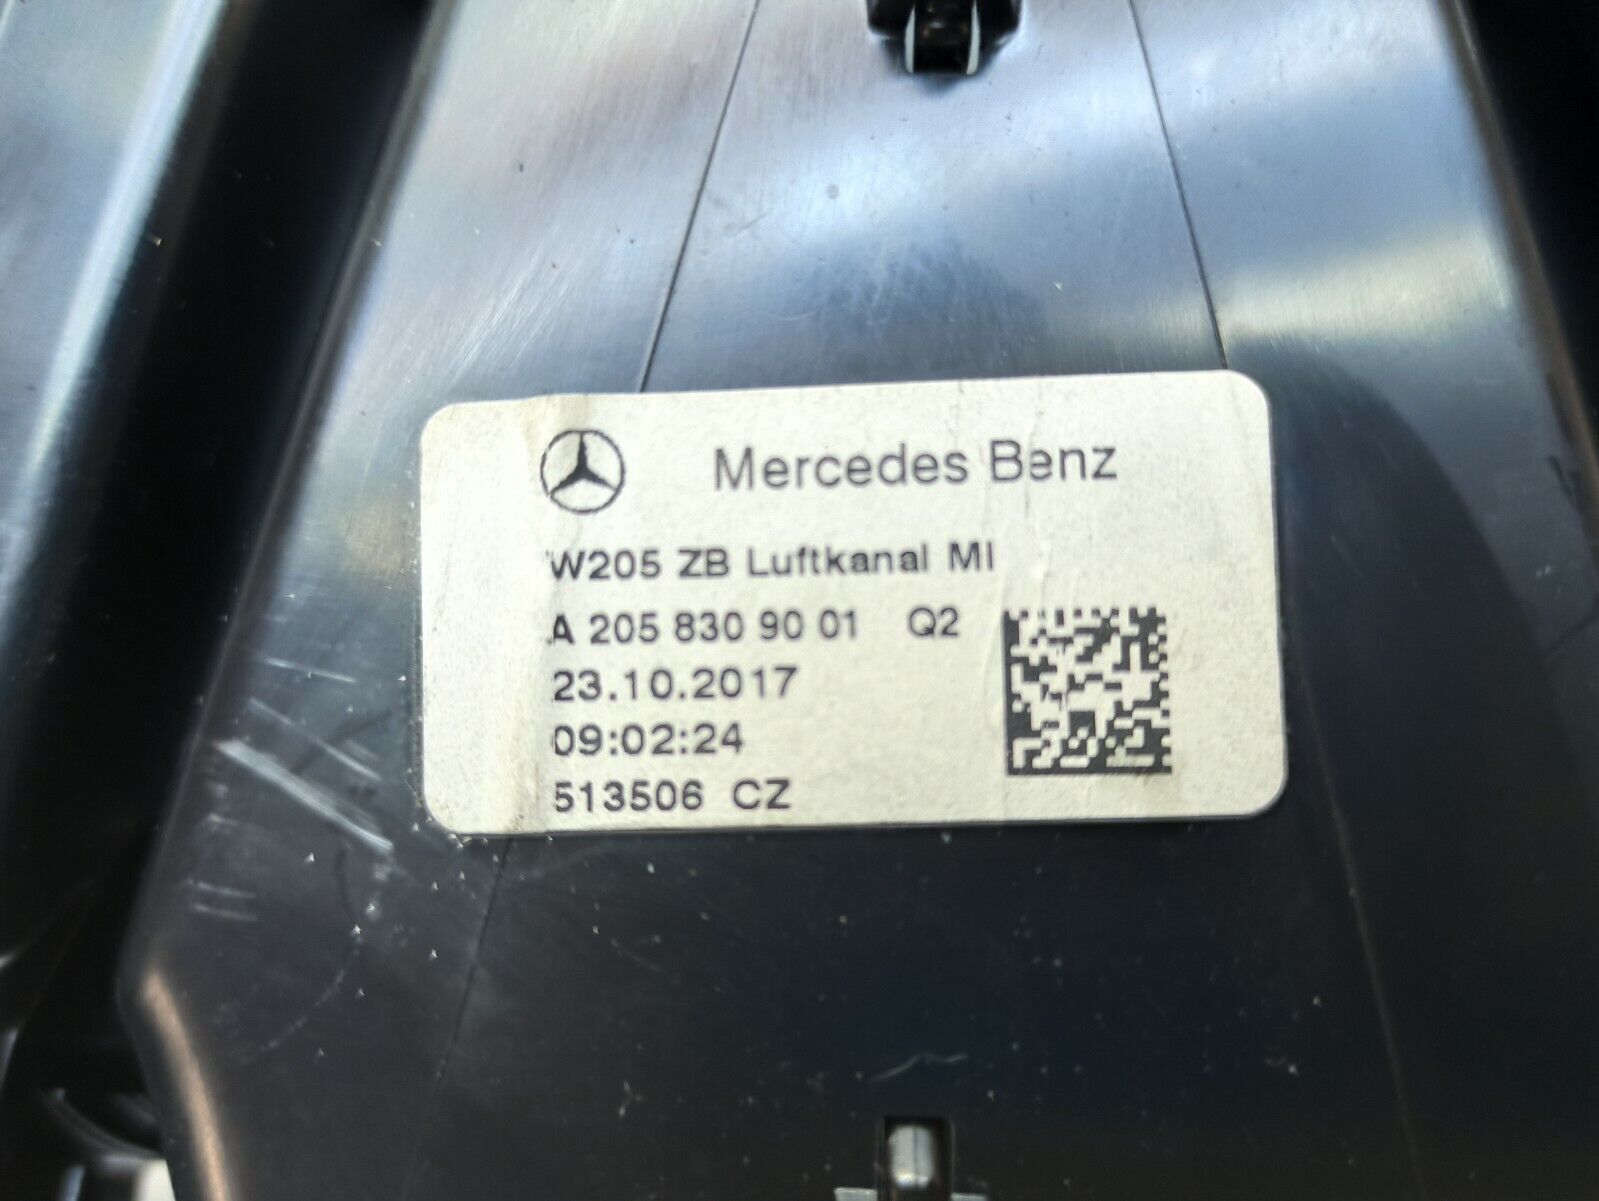 Mercedes Benz
W205 ZB Luftkanal MI
A 205 830 90 01 Q2
23.10.2017
09:02:24
513506 CZ